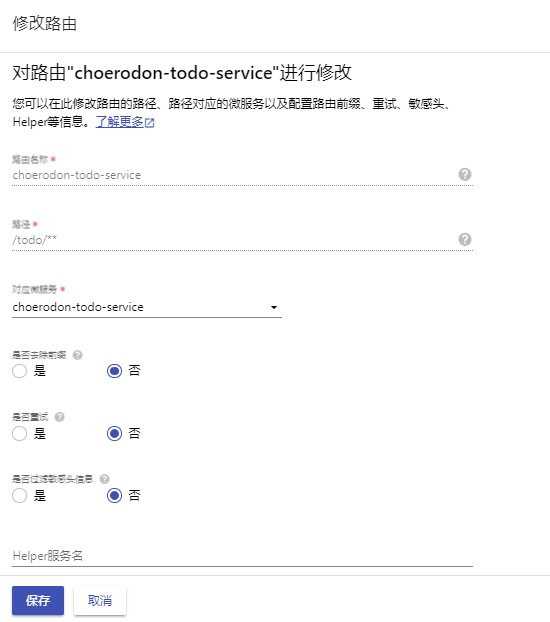 修改路由
对路由"choerodon-todo-service"进行修改
您可以在此修改路由的路径、路径对应的微服务以及配置路由前缀、重试、敏感头、
Helper等信息。了解更多
路由名称 *
choerodon-todo-service
路径 *
/todo/**
对应微服务 *
choerodon-todo-service
是否去除前缀
是 否
是否重试
是 否
是否过滤敏感头信息
是 否
Helper服务名
保存 取消